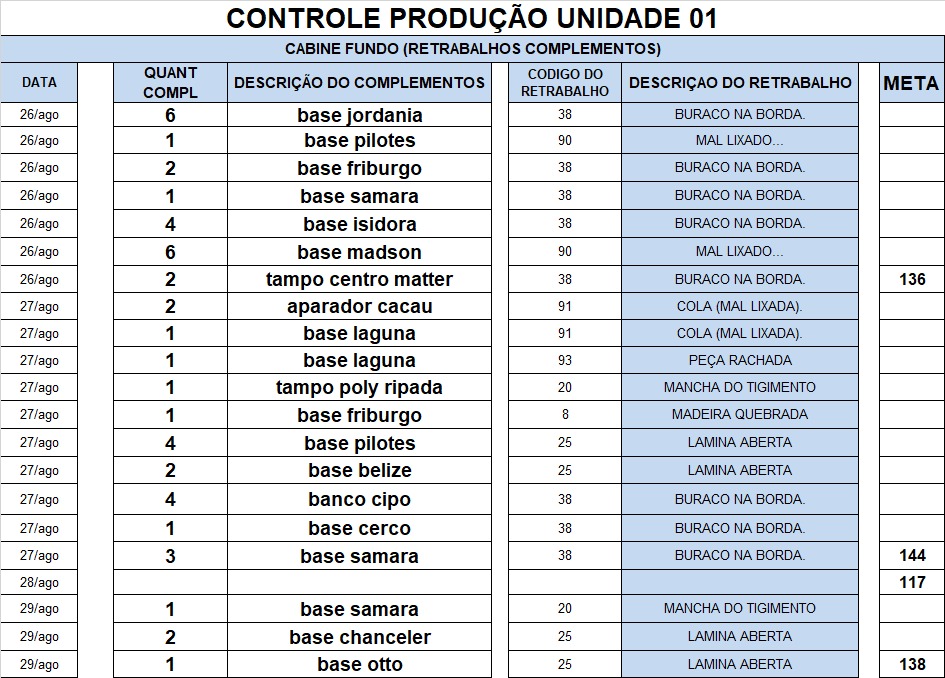 CONTROLE PRODUÇÃO UNIDADE 01
CABINE FUNDO (RETRABALHOS COMPLEMENTOS)
DATA QUANT COMPL DESCRIÇÃO DO COMPLEMENTOS CODIGO DO RETRABALHO DESCRIÇAO DO RETRABALHO META
26/ago 6 base jordania 38 BURACO NA BORDA.
26/ago 1 base pilotes 90 MAL LIXADO...
26/ago 2 base friburgo 38 BURACO NA BORDA.
26/ago 1 base samara 38 BURACO NA BORDA.
26/ago 4 base isidora 38 BURACO NA BORDA.
26/ago 6 base madson 90 MAL LIXADO...
26/ago 2 tampo centro matter 38 BURACO NA BORDA. 136
27/ago 2 aparador cacau 91 COLA (MAL LIXADA).
27/ago 1 base laguna 91 COLA (MAL LIXADA).
27/ago 1 base laguna 93 PEÇA RACHADA
27/ago 1 tampo poly ripada 20 MANCHA DO TIGIMENTO
27/ago 1 base friburgo 8 MADEIRA QUEBRADA
27/ago 4 base pilotes 25 LAMINA ABERTA
27/ago 2 base belize 25 LAMINA ABERTA
27/ago 4 banco cipo 38 BURACO NA BORDA.
27/ago 1 base cerco 38 BURACO NA BORDA.
27/ago 3 base samara 38 BURACO NA BORDA. 144
28/ago 117
29/ago 1 base samara 20 MANCHA DO TIGIMENTO
29/ago 2 base chanceler 25 LAMINA ABERTA
29/ago 1 base otto 25 LAMINA ABERTA 138